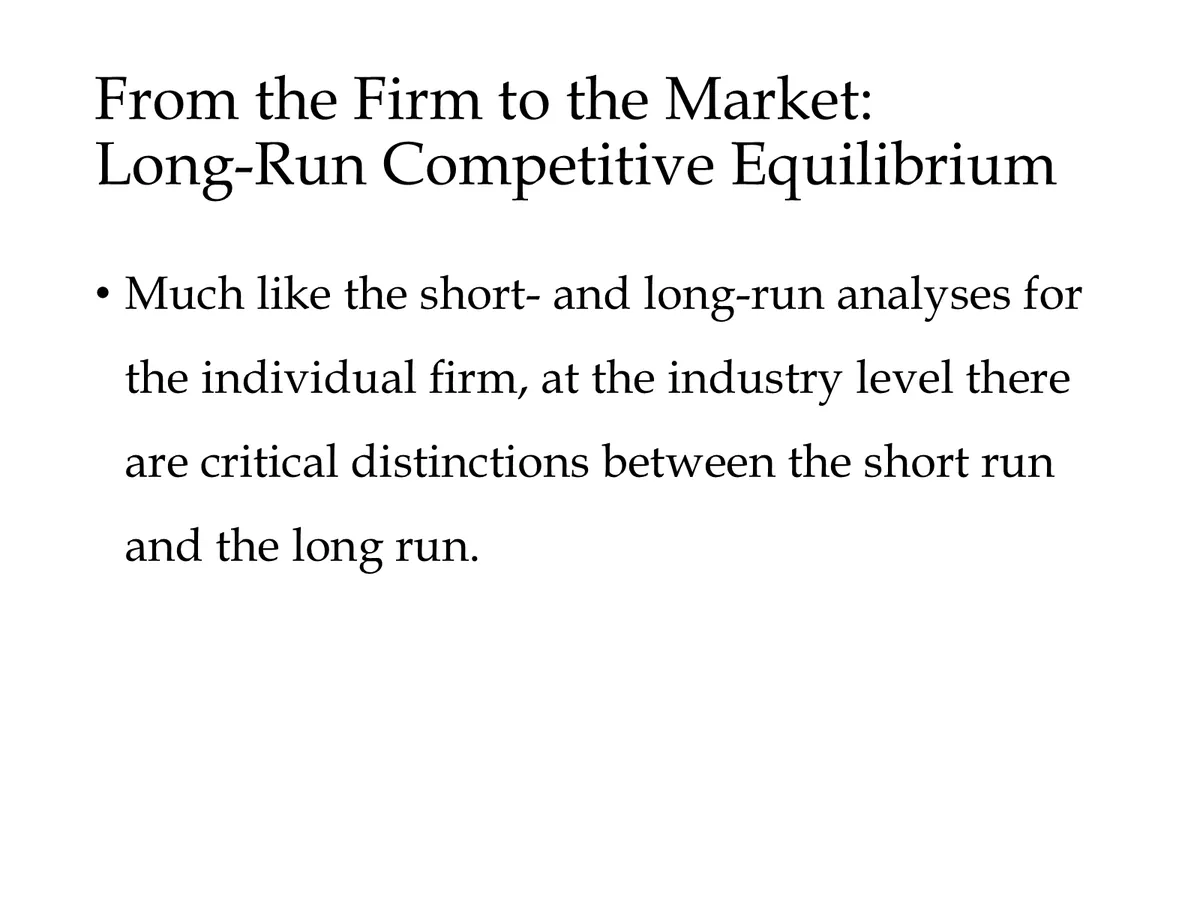 From the Firm to the Market:
Long-Run Competitive Equilibrium
• Much like the short- and long-run analyses for
the individual firm, at the industry level there
are critical distinctions between the short run
and the long run.